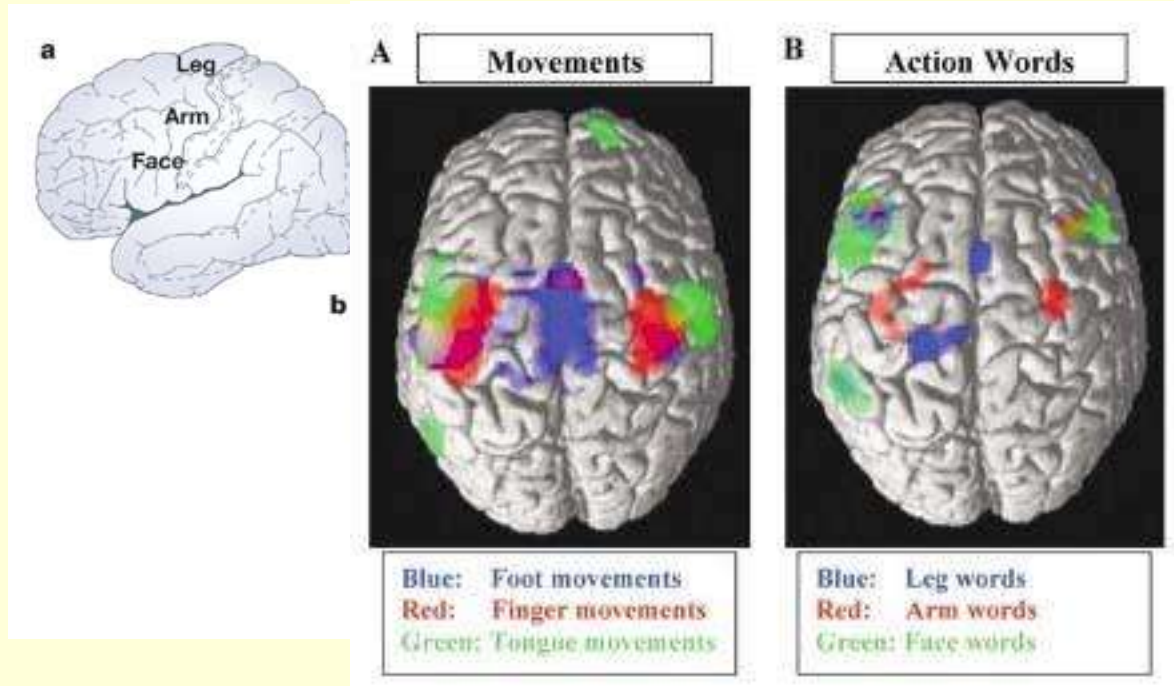 a
Leg
Arm
Face
b
A
Movements
Blue: Foot movements
Red: Finger movements
Green: Tongue movements
B
Action Words
Blue: Leg words
Red: Arm words
Green: Face words